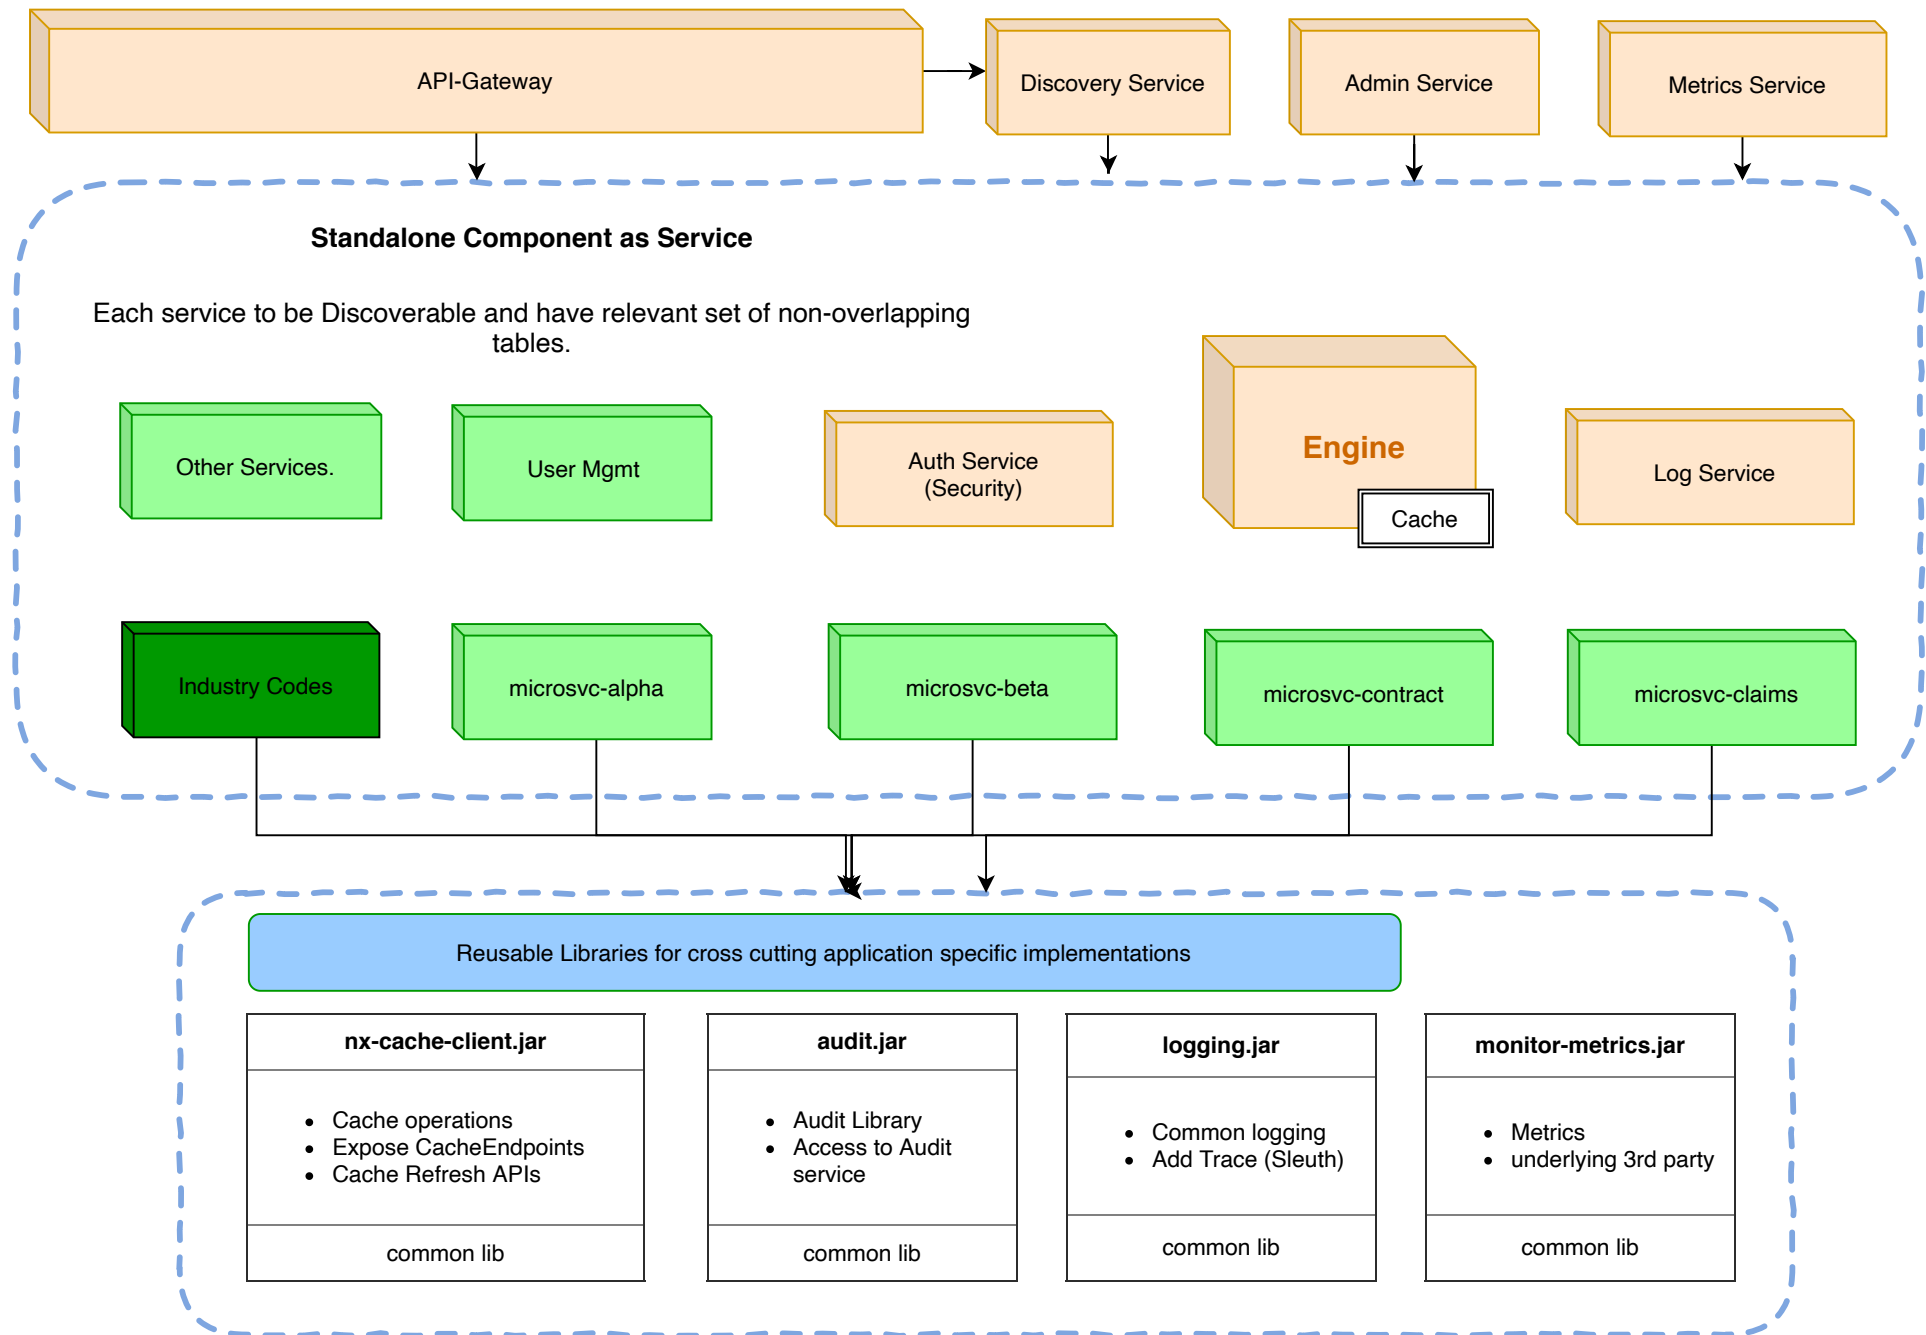 API-Gateway
Discovery Service
Admin Service
Metrics Service
Standalone Component as Service
Each service to be Discoverable and have relevant set of non-overlapping
tables.
Other Services.
User Mgmt
Auth Service
(Security)
Engine
Cache
Log Service
Industry Codes
microsvc-alpha
microsvc-beta
microsvc-contract
microsvc-claims
Reusable Libraries for cross cutting application specific implementations
nx-cache-client.jar
• Cache operations
• Expose CacheEndpoints
• Cache Refresh APIs
common lib
audit.jar
• Audit Library
• Access to Audit
service
common lib
logging.jar
• Common logging
• Add Trace (Sleuth)
common lib
monitor-metrics.jar
• Metrics
• underlying 3rd party
common lib